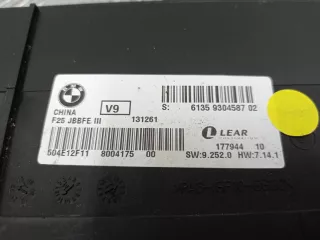 BMW
V9
S: 6135 9304587 02
CHINA
F25 JBBFE III 131261
LEAR
177944 10
504E12F11 8004175 00
SW:9.252.0 HW:7.14.1